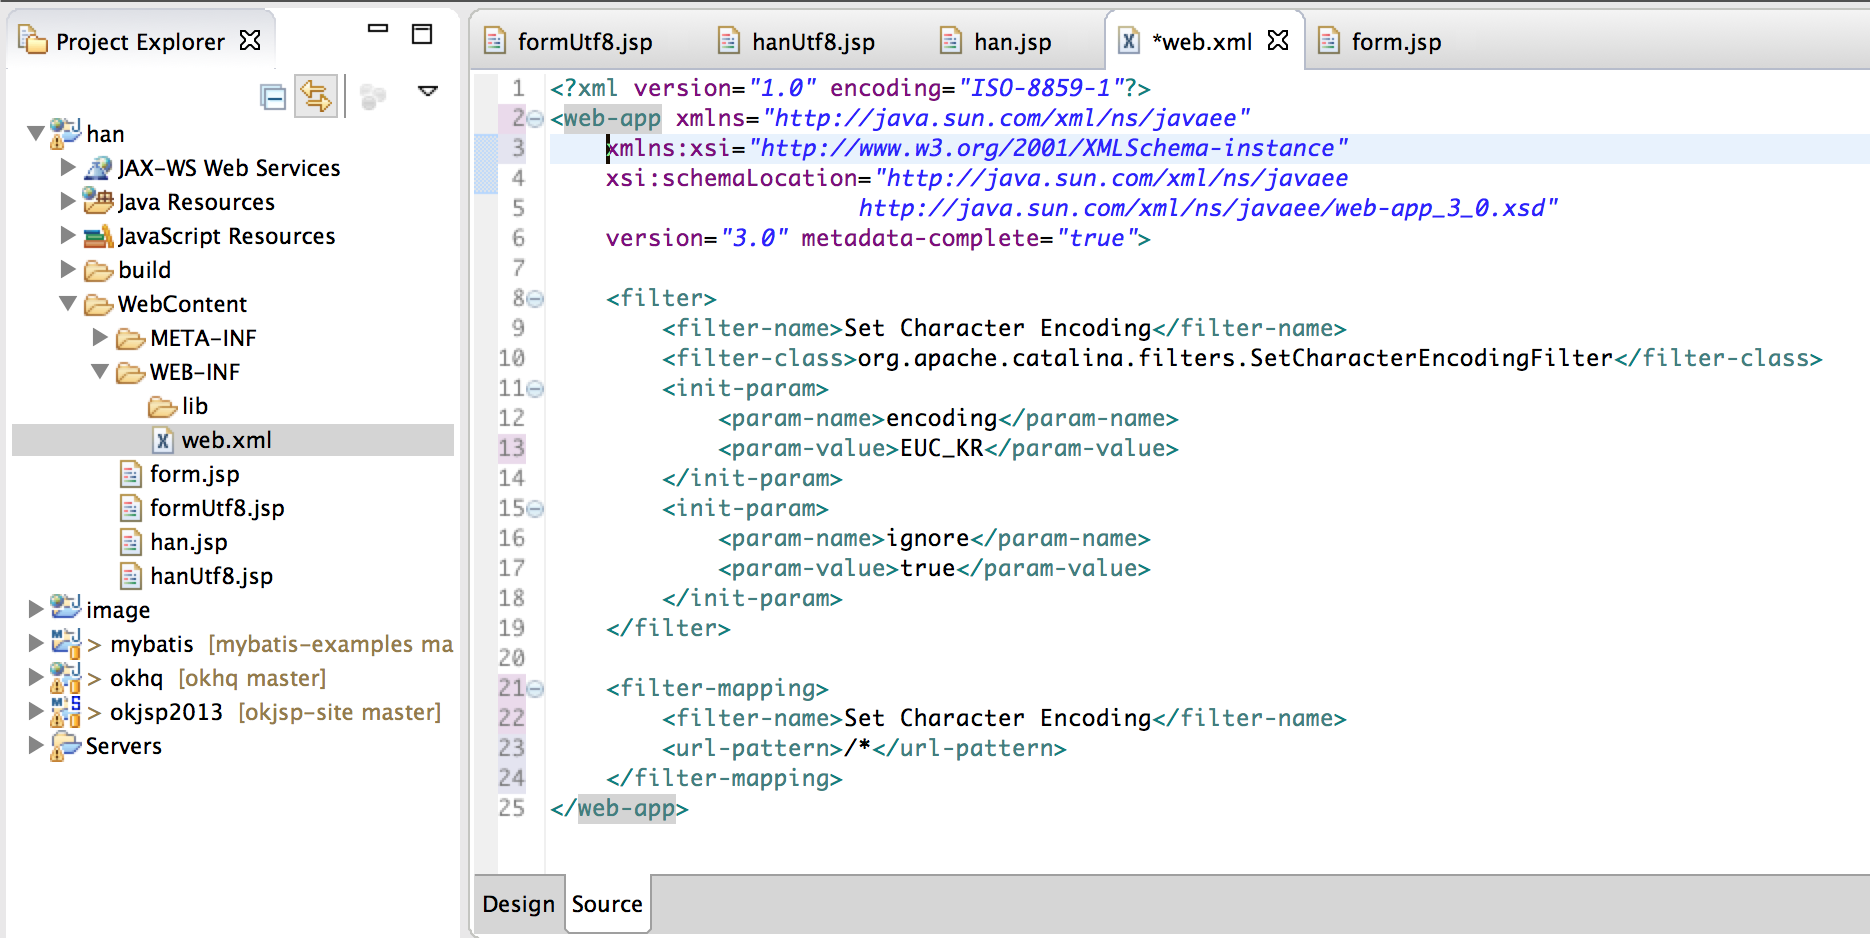 Project Explorer
han
JAX-WS Web Services
Java Resources
JavaScript Resources
build
WebContent
META-INF
WEB-INF
lib
web.xml
form.jsp
formUtf8.jsp
han.jsp
hanUtf8.jsp
image
> mybatis [mybatis-examples ma
> okhq [okhq master]
> okjsp2013 [okjsp-site master]
Servers
formUtf8.jsp hanUtf8.jsp han.jsp *web.xml form.jsp
1 <?xml version="1.0" encoding="ISO-8859-1"?>
2 <web-app xmlns="http://java.sun.com/xml/ns/javaee"
3 xmlns:xsi="http://www.w3.org/2001/XMLSchema-instance"
4 xsi:schemaLocation="http://java.sun.com/xml/ns/javaee
5 http://java.sun.com/xml/ns/javaee/web-app_3_0.xsd"
6 version="3.0" metadata-complete="true">
7
8 <filter>
9 <filter-name>Set Character Encoding</filter-name>
10 <filter-class>org.apache.catalina.filters.SetCharacterEncodingFilter</filter-class>
11 <init-param>
12 <param-name>encoding</param-name>
13 <param-value>EUC_KR</param-value>
14 </init-param>
15 <init-param>
16 <param-name>ignore</param-name>
17 <param-value>true</param-value>
18 </init-param>
19 </filter>
20
21 <filter-mapping>
22 <filter-name>Set Character Encoding</filter-name>
23 <url-pattern>/*</url-pattern>
24 </filter-mapping>
25 </web-app>
Design Source